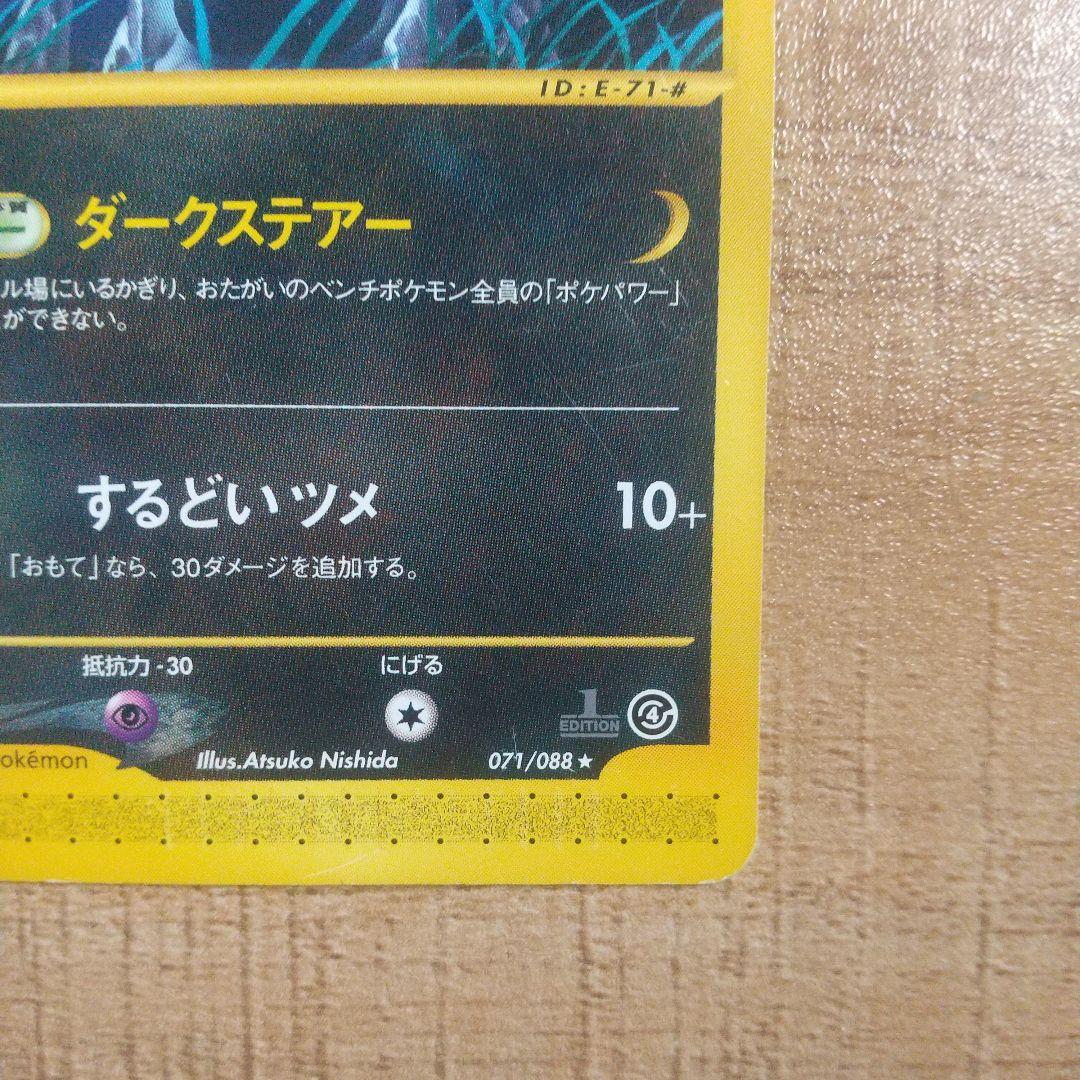 ID:E-71-#
ダークステアー
ル場にいるかぎり、おたがいのベンチポケモン全員の「ポケパワー」
ができない。
するどいツメ 10+
「おもて」なら、30ダメージを追加する。
抵抗力-30 にげる
1 EDITION 4
okémon Illus.Atsuko Nishida 071/088★